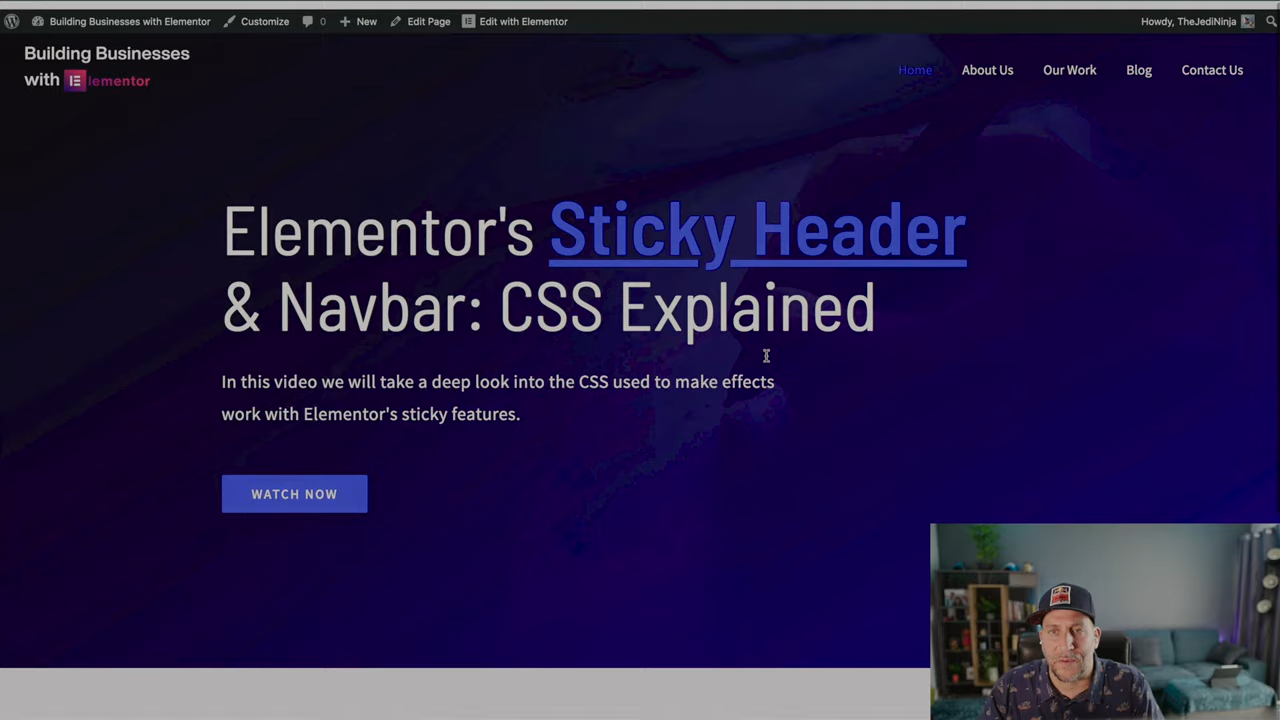 Building Businesses with Elementor Customize 0 New Edit Page Edit with Elementor Howdy, TheJediNinja
Building Businesses
with elementor
Home About Us Our Work Blog Contact Us
Elementor's Sticky Header
& Navbar: CSS Explained
In this video we will take a deep look into the CSS used to make effects
work with Elementor's sticky features.
WATCH NOW